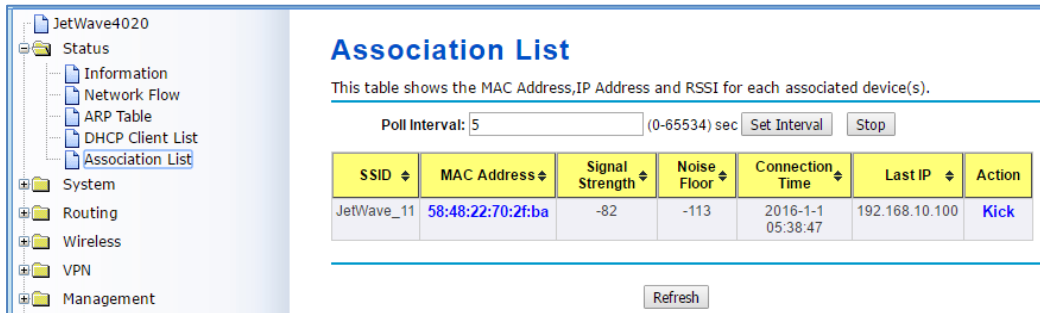 JetWave4020
Status
Information
Network Flow
ARP Table
DHCP Client List
Association List
System
Routing
Wireless
VPN
Management
Association List
This table shows the MAC Address,IP Address and RSSI for each associated device(s).
Poll Interval: 5 (0-65534) sec Set Interval Stop
SSID MAC Address Signal Strength Noise Floor Connection Time Last IP Action
JetWave_11 58:48:22:70:2f:ba -82 -113 2016-1-1 05:38:47 192.168.10.100 Kick
Refresh